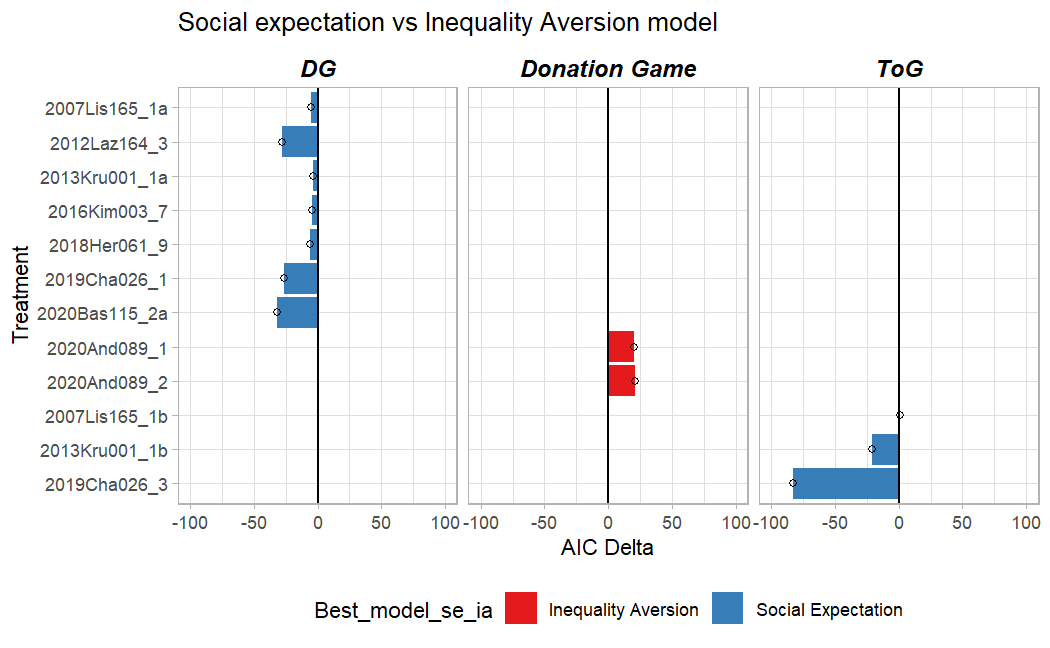 Social expectation vs Inequality Aversion model
DG
Donation Game
ToG
Treatment
2007Lis165_1a
2012Laz164_3
2013Kru001_1a
2016Kim003_7
2018Her061_9
2019Cha026_1
2020Bas115_2a
2020And089_1
2020And089_2
2007Lis165_1b
2013Kru001_1b
2019Cha026_3
-100 -50 0 50 100 -100 -50 0 50 100 -100 -50 0 50 100
AIC Delta
Best_model_se_ia Inequality Aversion Social Expectation